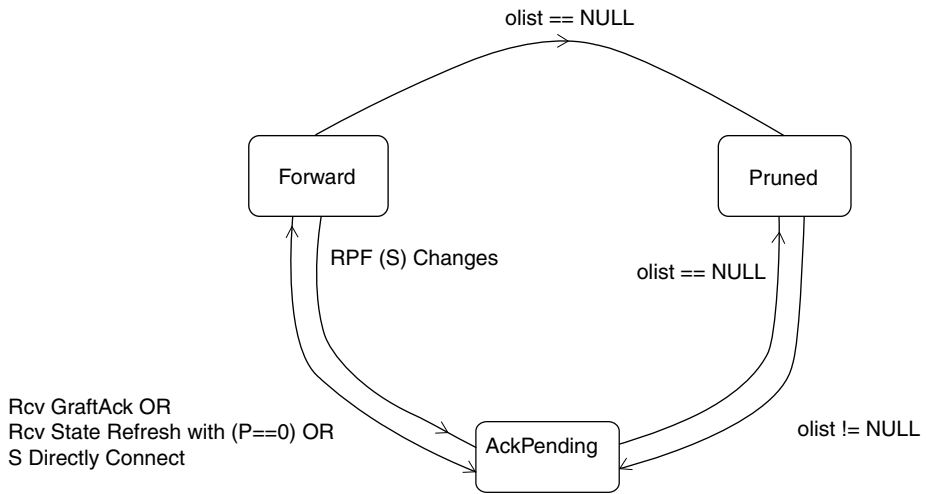 olist == NULL
Forward
Pruned
RPF (S) Changes
olist == NULL
Rcv GraftAck OR
Rcv State Refresh with (P==0) OR
S Directly Connect
olist != NULL
AckPending